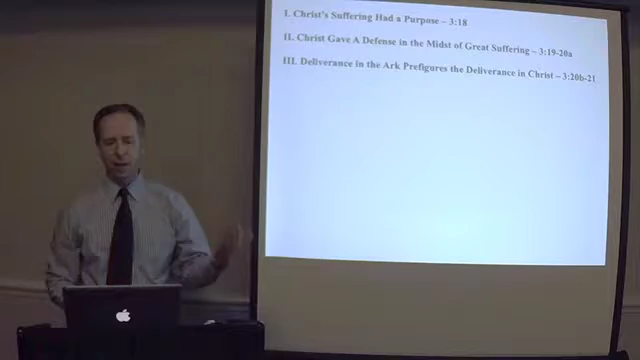 I. Christ's Suffering Had a Purpose – 3:18
II. Christ Gave A Defense in the Midst of Great Suffering – 3:19-20a
III. Deliverance in the Ark Prefigures the Deliverance in Christ – 3:20b-21